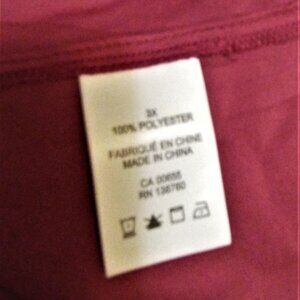 3X
100% POLYESTER
FABRIQUÉ EN CHINE
MADE IN CHINA
CA 00655
RN 136760